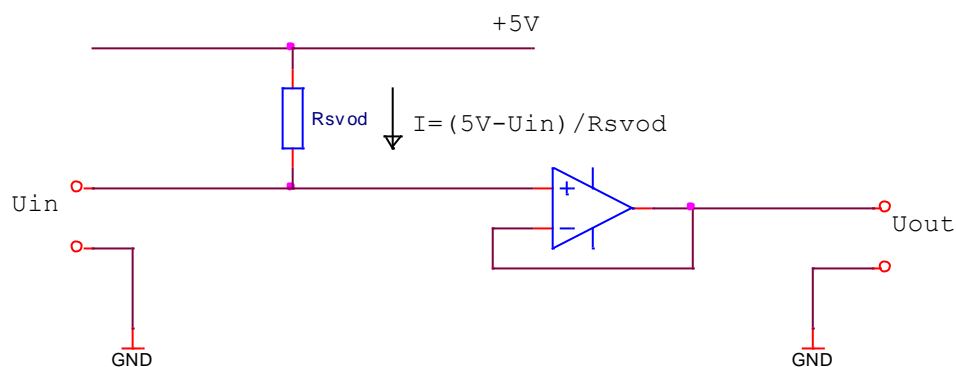 +5V
Rsvod
I=(5V-Uin)/Rsvod
Uin
+
-
Uout
GND
GND